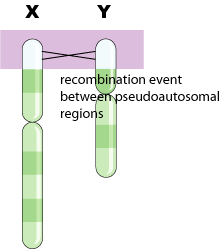 X Y
recombination event
between pseudoautosomal
regions